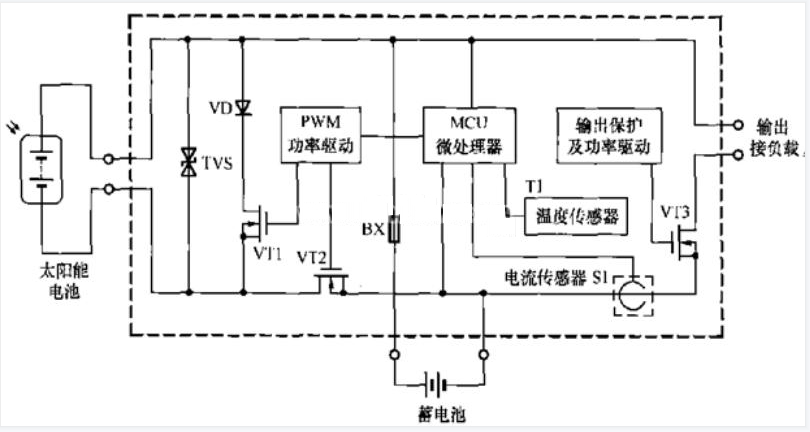 VD
PWM
功率驱动
MCU
微处理器
输出保护
及功率驱动
输出
接负载
TVS
T1
温度传感器
VT1
VT2
BX
VT3
太阳能
电池
电流传感器 S1
蓄电池